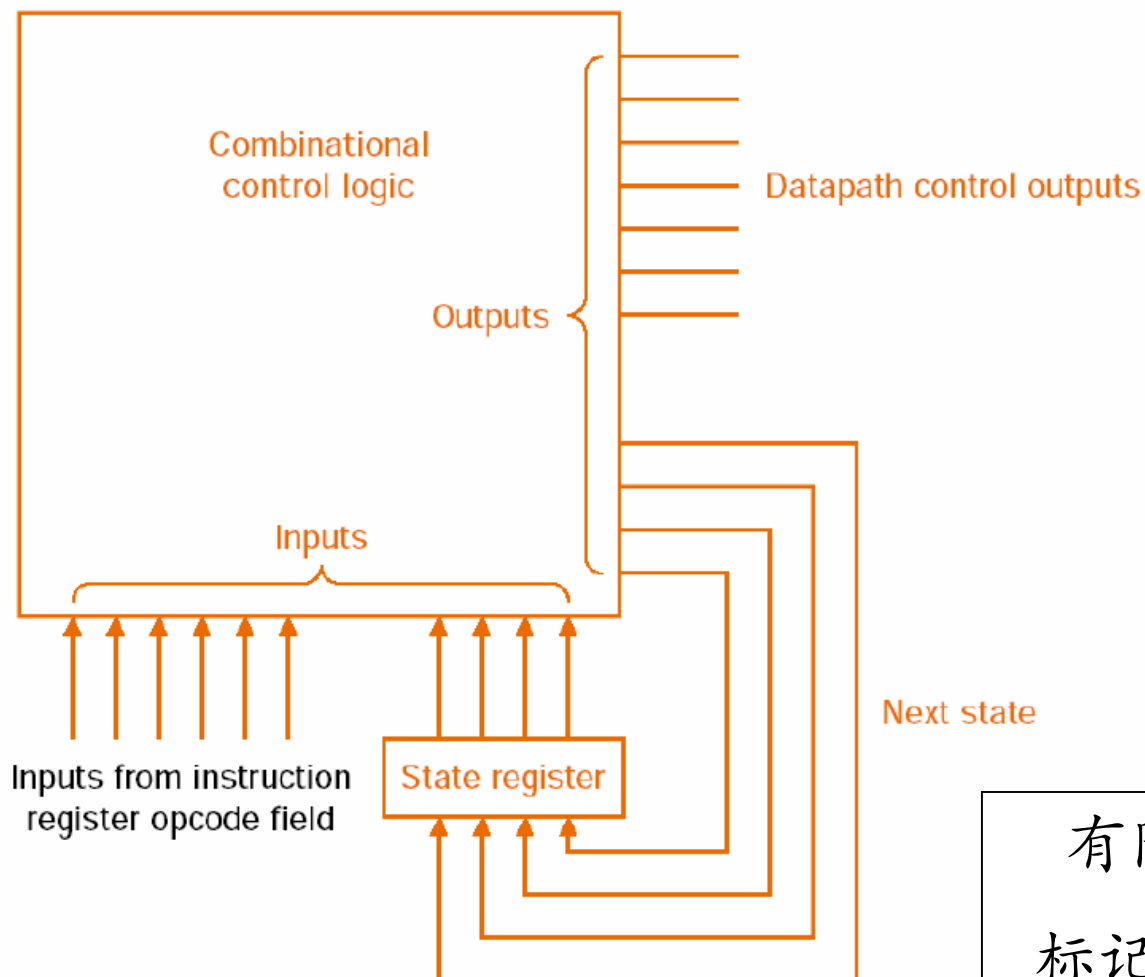 Combinational
control logic
Datapath control outputs
Outputs
Inputs
Next state
Inputs from instruction
register opcode field
State register
有
标记